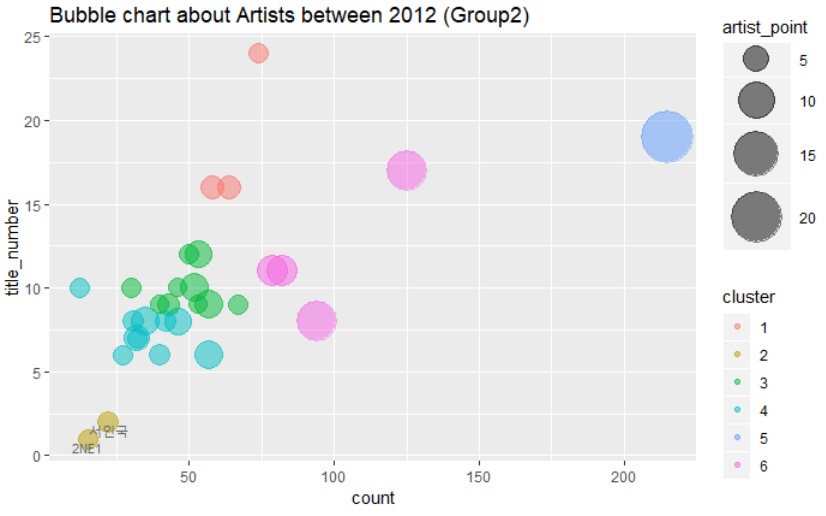 Bubble chart about Artists between 2012 (Group2)
25
20
15
10
5
0
title_number
서인국
2NE1
50
100
150
200
count
artist_point
5
10
15
20
cluster
1
2
3
4
5
6